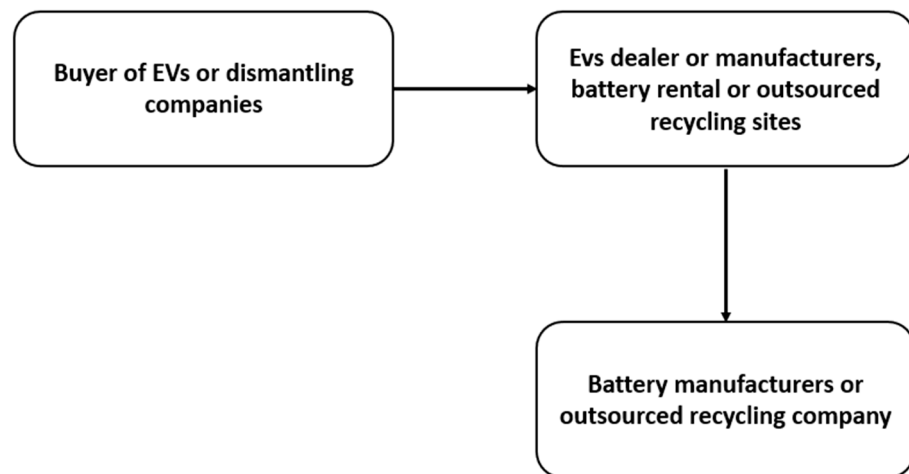 Buyer of EVs or dismantling
companies
Evs dealer or manufacturers,
battery rental or outsourced
recycling sites
Battery manufacturers or
outsourced recycling company